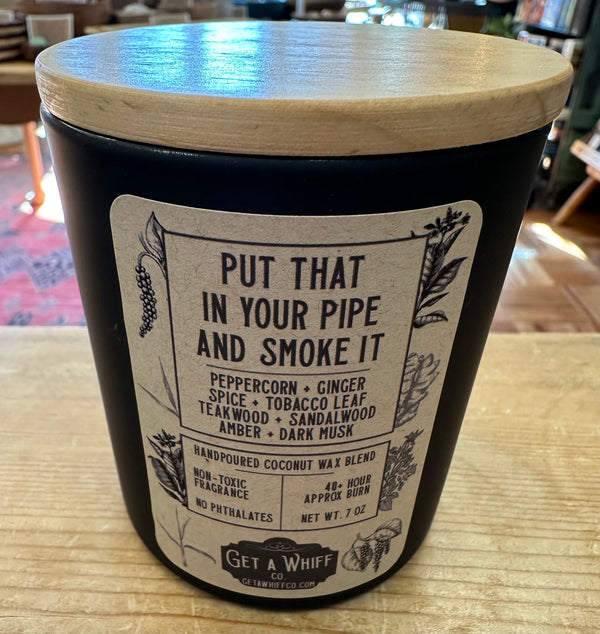 PUT THAT
IN YOUR PIPE
AND SMOKE IT
PEPPERCORN + GINGER
SPICE + TOBACCO LEAF
TEAKWOOD + SANDALWOOD
AMBER + DARK MUSK
HANDPOURED COCONUT WAX BLEND
NON-TOXIC
FRAGRANCE
NO PHTHALATES
40+ HOUR
APPROX BURN
NET WT. 7 OZ
GET A WHIFF
CO.
GETAWHIFFCO.COM